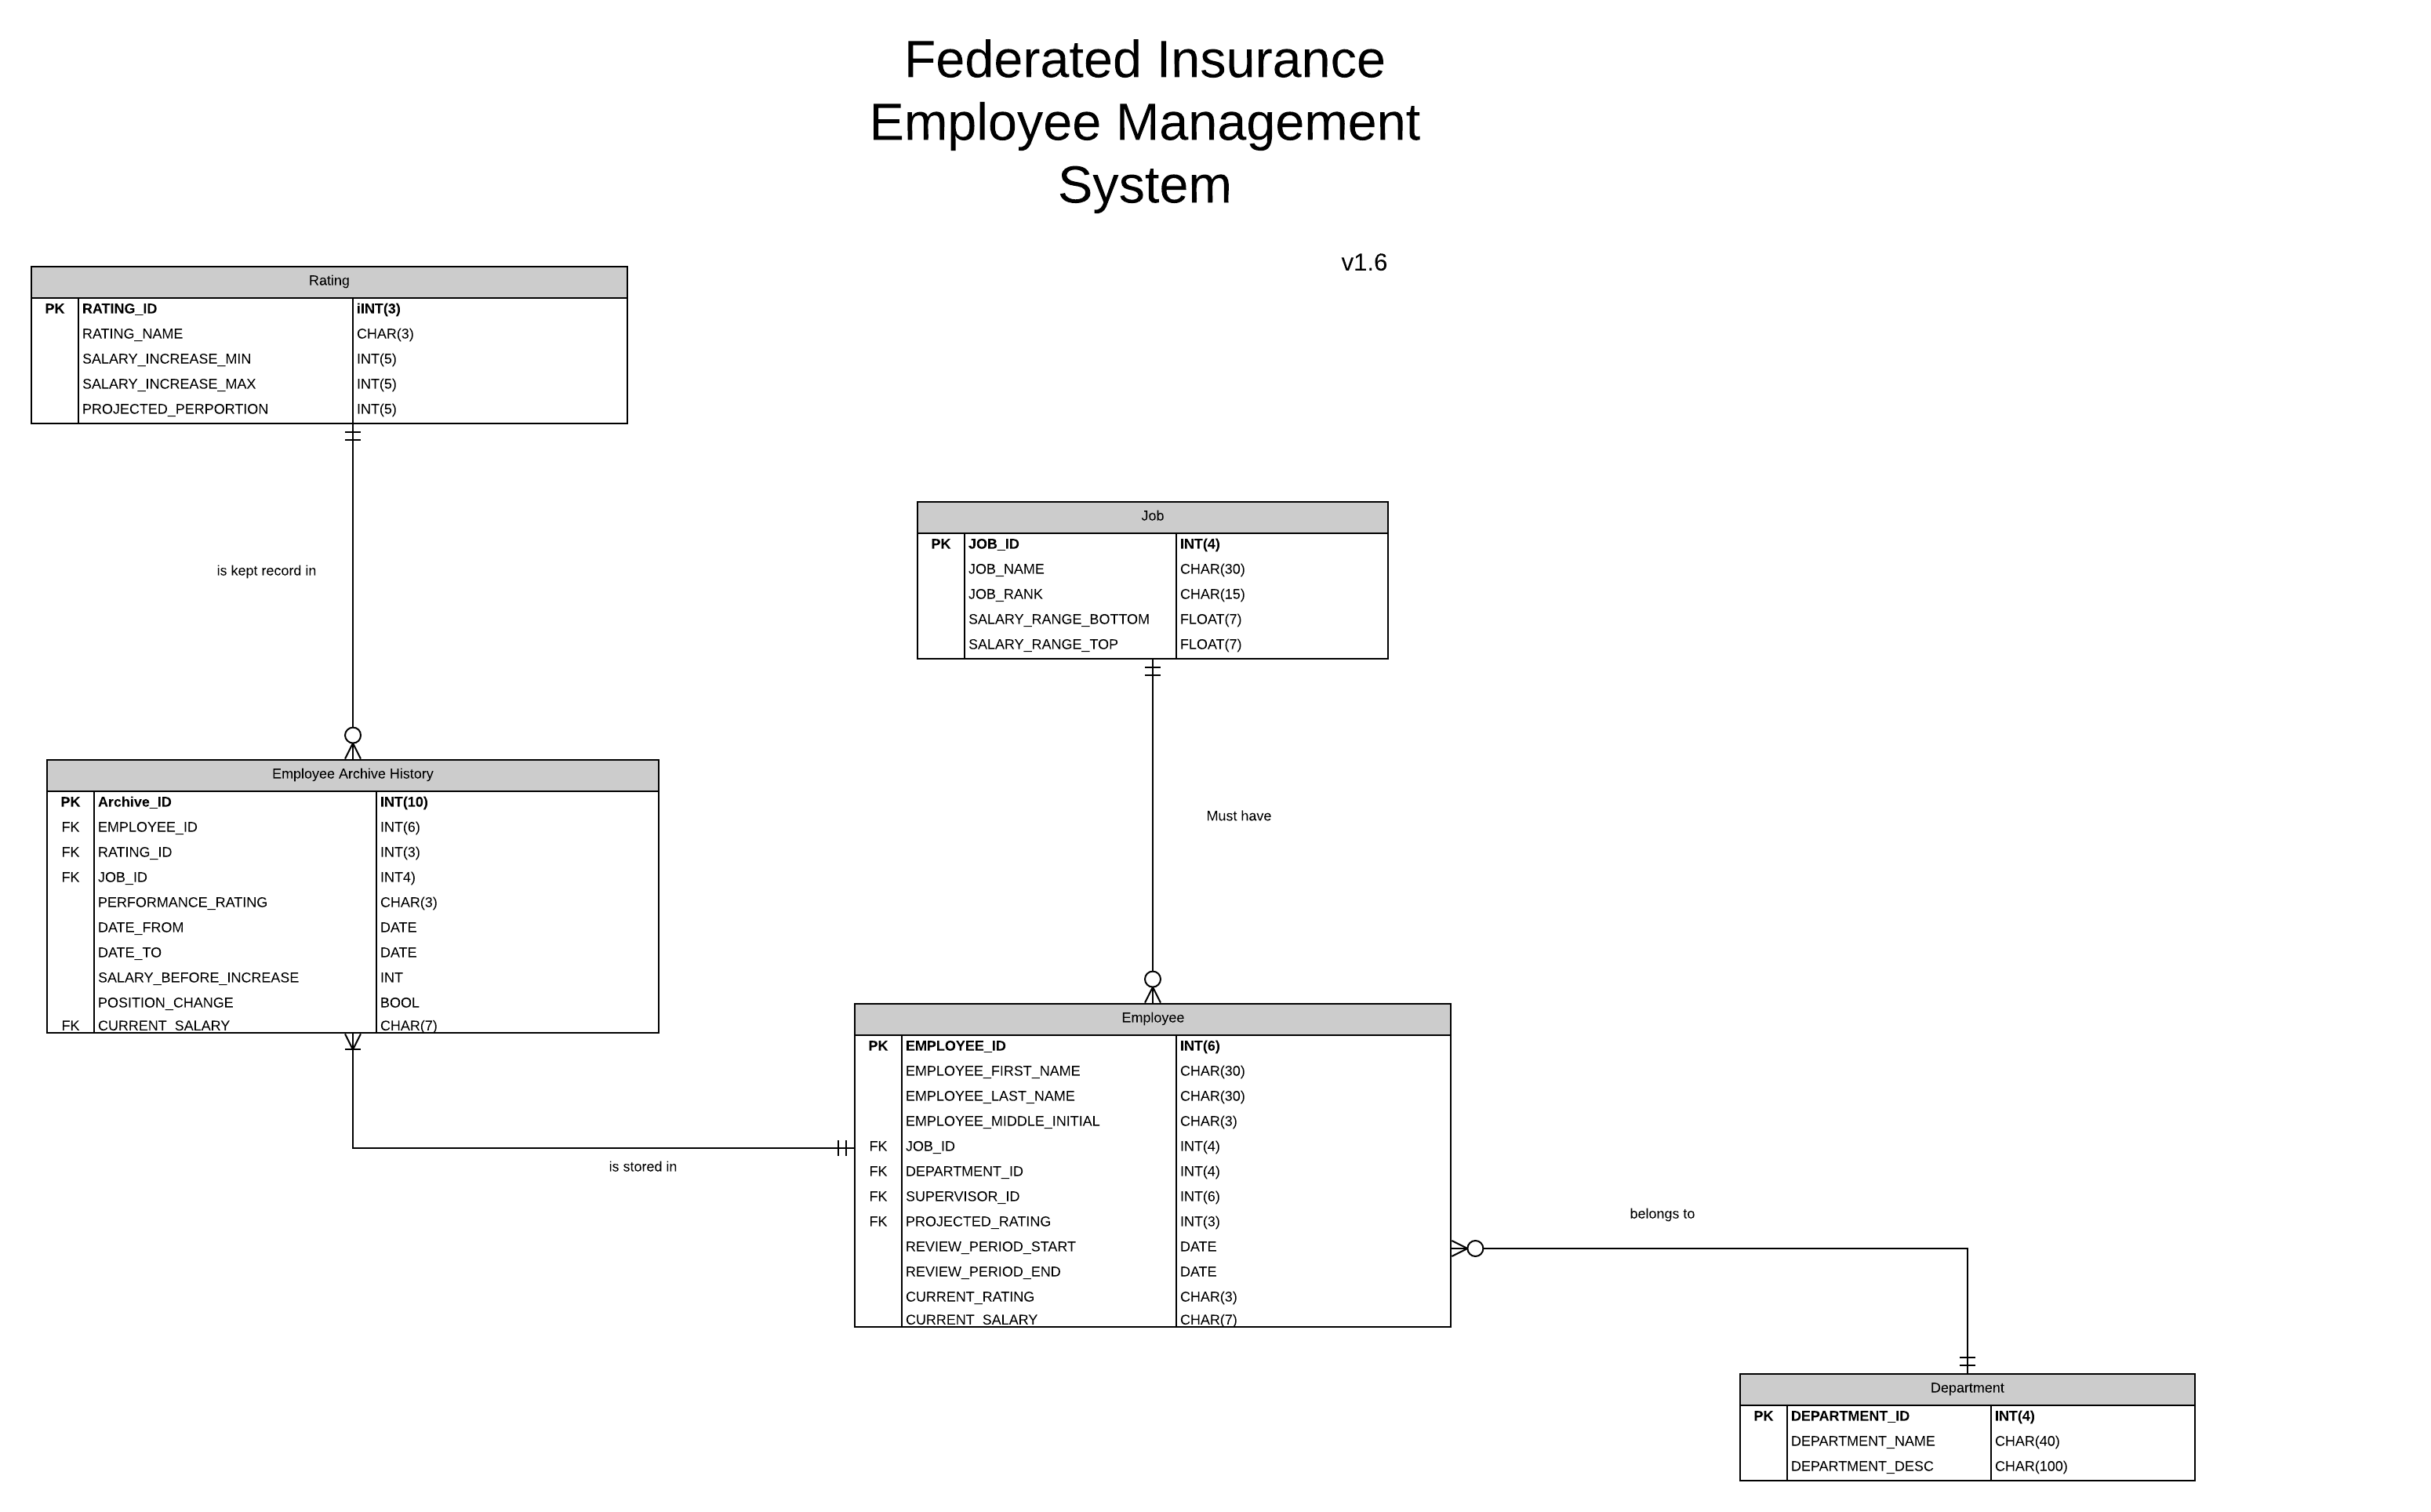 Federated Insurance
Employee Management
System
v1.6
Rating
PK RATING_ID iINT(3)
RATING_NAME CHAR(3)
SALARY_INCREASE_MIN INT(5)
SALARY_INCREASE_MAX INT(5)
PROJECTED_PERPORTION INT(5)
is kept record in
Job
PK JOB_ID INT(4)
JOB_NAME CHAR(30)
JOB_RANK CHAR(15)
SALARY_RANGE_BOTTOM FLOAT(7)
SALARY_RANGE_TOP FLOAT(7)
Must have
Employee Archive History
PK Archive_ID INT(10)
FK EMPLOYEE_ID INT(6)
FK RATING_ID INT(3)
FK JOB_ID INT4)
PERFORMANCE_RATING CHAR(3)
DATE_FROM DATE
DATE_TO DATE
SALARY_BEFORE_INCREASE INT
POSITION_CHANGE BOOL
FK CURRENT_SALARY CHAR(7)
is stored in
Employee
PK EMPLOYEE_ID INT(6)
EMPLOYEE_FIRST_NAME CHAR(30)
EMPLOYEE_LAST_NAME CHAR(30)
EMPLOYEE_MIDDLE_INITIAL CHAR(3)
FK JOB_ID INT(4)
FK DEPARTMENT_ID INT(4)
FK SUPERVISOR_ID INT(6)
FK PROJECTED_RATING INT(3)
REVIEW_PERIOD_START DATE
REVIEW_PERIOD_END DATE
CURRENT_RATING CHAR(3)
CURRENT_SALARY CHAR(7)
belongs to
Department
PK DEPARTMENT_ID INT(4)
DEPARTMENT_NAME CHAR(40)
DEPARTMENT_DESC CHAR(100)